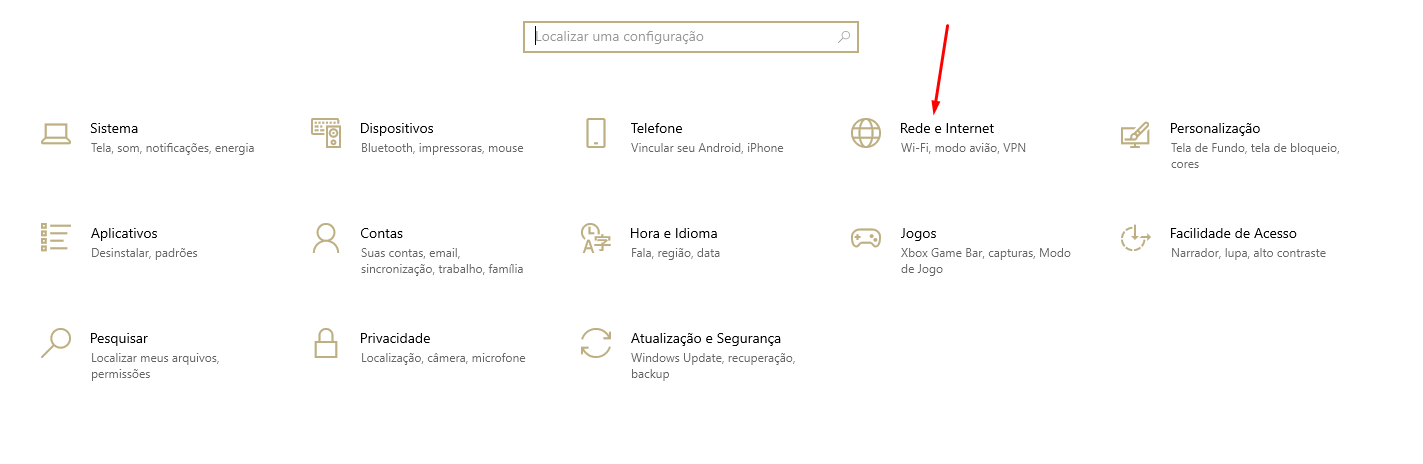 Localizar uma configuração
Sistema
Tela, som, notificações, energia
Dispositivos
Bluetooth, impressoras, mouse
Telefone
Vincular seu Android, iPhone
Rede e Internet
Wi-Fi, modo avião, VPN
Personalização
Tela de Fundo, tela de bloqueio,
cores
Aplicativos
Desinstalar, padrões
Contas
Suas contas, email,
sincronização, trabalho, família
Hora e Idioma
Fala, região, data
Jogos
Xbox Game Bar, capturas, Modo
de Jogo
Facilidade de Acesso
Narrador, lupa, alto contraste
Pesquisar
Localizar meus arquivos,
permissões
Privacidade
Localização, câmera, microfone
Atualização e Segurança
Windows Update, recuperação,
backup